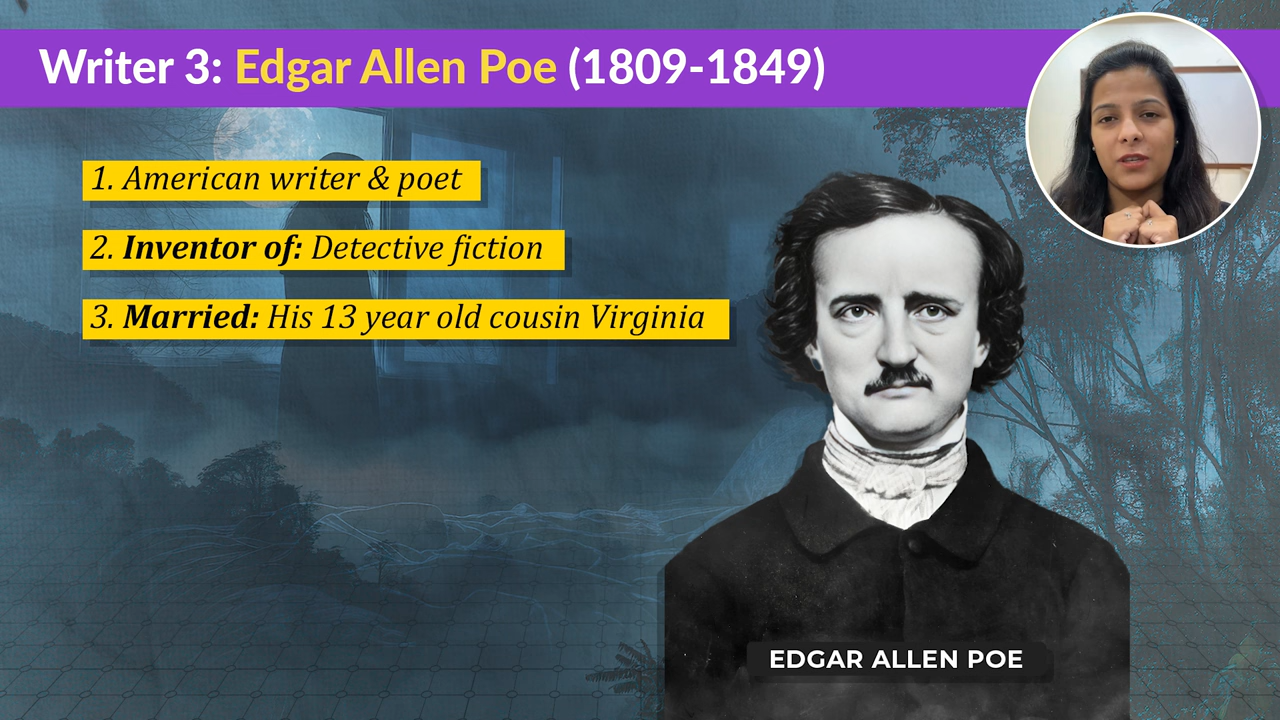 Writer 3: Edgar Allen Poe (1809-1849)
1. American writer & poet
2. Inventor of: Detective fiction
3. Married: His 13 year old cousin Virginia
EDGAR ALLEN POE